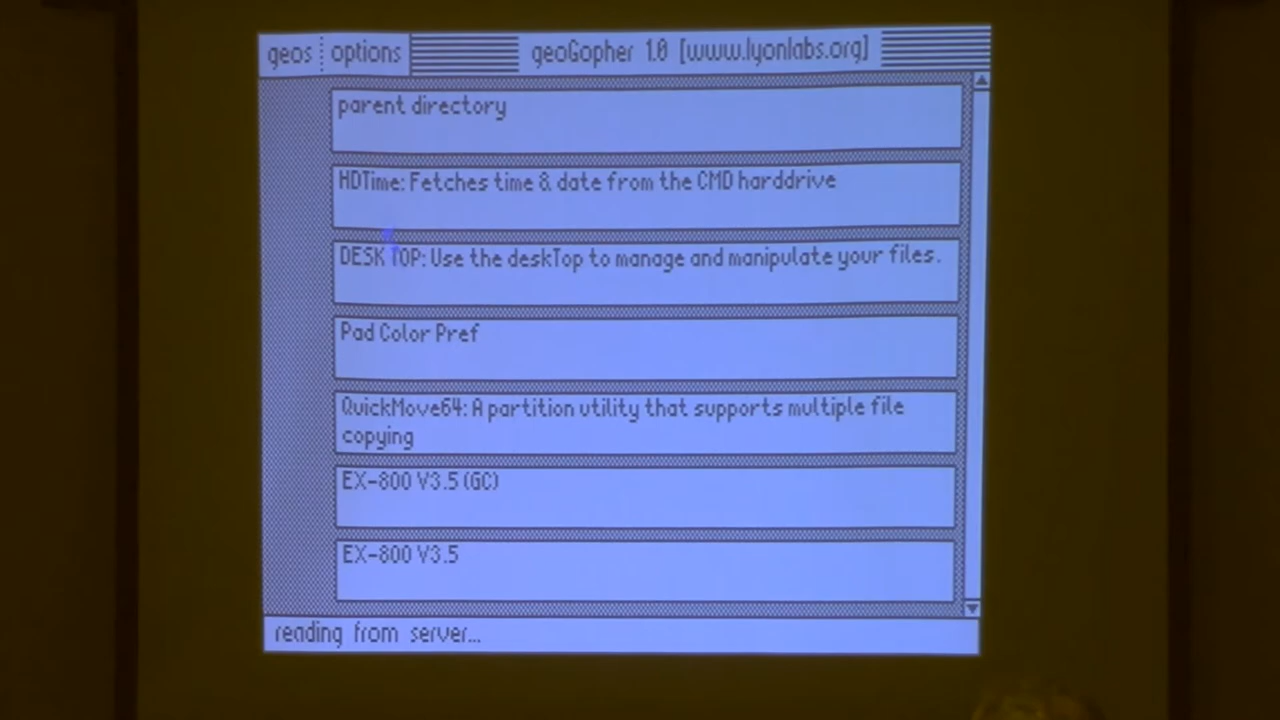 geos options geoGopher 1.0 [www.lyonlabs.org]
parent directory
HDTime: Fetches time & date from the CMD harddrive
DESK TOP: Use the deskTop to manage and manipulate your files.
Pad Color Pref
QuickMove64: A partition utility that supports multiple file
copying
EX-800 V3.5 (GC)
EX-800 V3.5
reading from server...